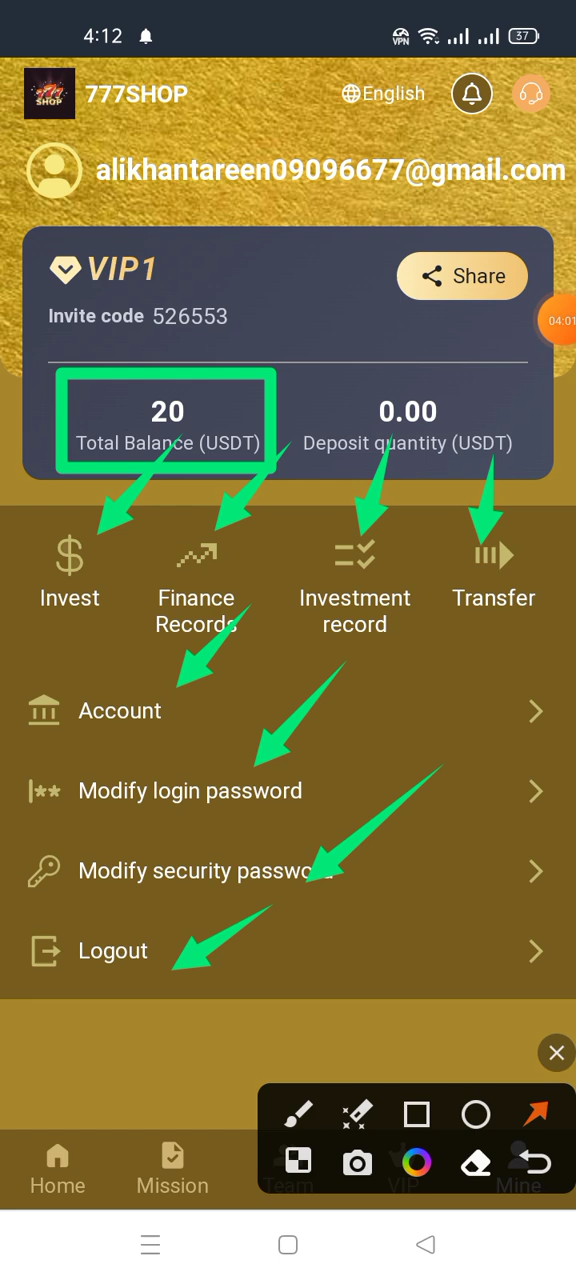 4:12
VPN
37
777
SHOP
777SHOP
English
alikhantareen09096677@gmail.com
VIP1
Share
Invite code 526553
04:01
20
0.00
Total Balance (USDT)
Deposit quantity (USDT)
Invest
Finance Records
Investment record
Transfer
Account
Modify login password
Modify security password
Logout
Home
Mission
Team
VIP
Mine